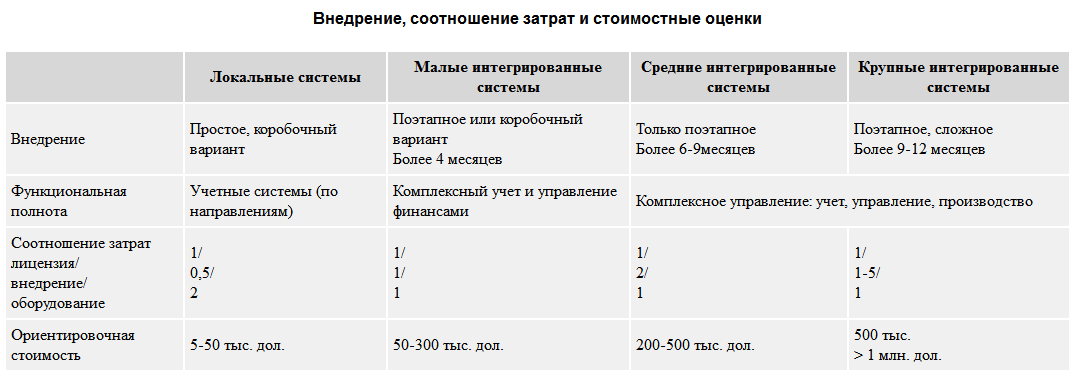 Внедрение, соотношение затрат и стоимостные оценки
Локальные системы
Малые интегрированные
системы
Средние интегрированные
системы
Крупные интегрированные
системы
Внедрение
Простое, коробочный
вариант
Поэтапное или коробочный
вариант
Более 4 месяцев
Только поэтапное
Более 6-9месяцев
Поэтапное, сложное
Более 9-12 месяцев
Функциональная
полнота
Учетные системы (по
направлениям)
Комплексный учет и управление
финансами
Комплексное управление: учет, управление, производство
Соотношение затрат
лицензия/
внедрение/
оборудование
1/
0,5/
2
1/
1/
1
1/
2/
1
1/
1-5/
1
Ориентировочная
стоимость
5-50 тыс. дол.
50-300 тыс. дол.
200-500 тыс. дол.
500 тыс.
> 1 млн. дол.